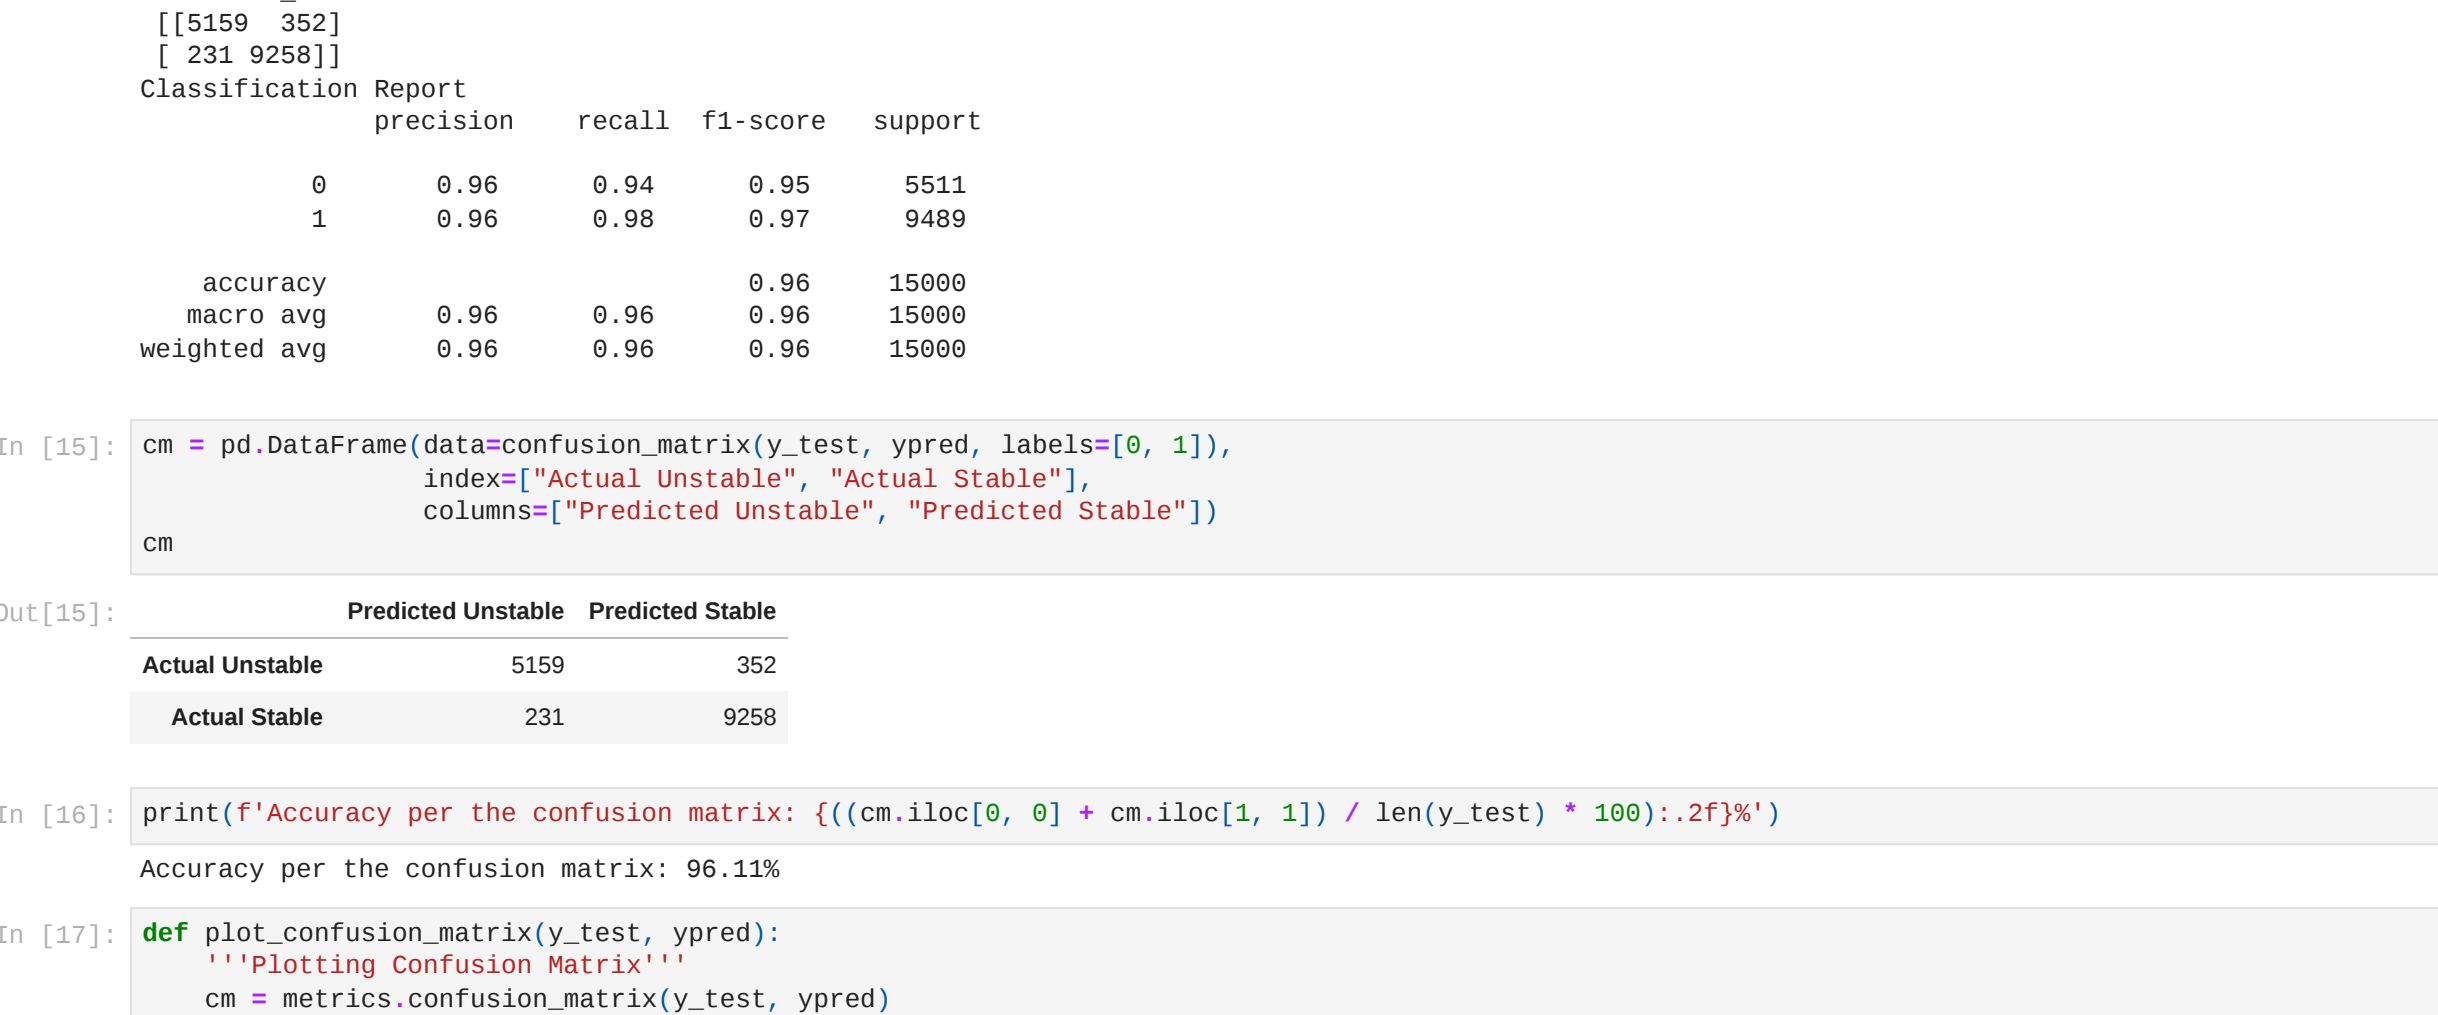 [[5159  352]
 [ 231 9258]]
Classification Report
               precision    recall  f1-score   support

           0       0.96      0.94      0.95      5511
           1       0.96      0.98      0.97      9489

    accuracy                           0.96     15000
   macro avg       0.96      0.96      0.96     15000
weighted avg       0.96      0.96      0.96     15000
In [15]: cm = pd.DataFrame(data=confusion_matrix(y_test, ypred, labels=[0, 1]),
                  index=["Actual Unstable", "Actual Stable"],
                  columns=["Predicted Unstable", "Predicted Stable"])
cm
Out[15]: Predicted Unstable Predicted Stable
Actual Unstable 5159 352
Actual Stable 231 9258
In [16]: print(f'Accuracy per the confusion matrix: {((cm.iloc[0, 0] + cm.iloc[1, 1]) / len(y_test) * 100):.2f}%')
Accuracy per the confusion matrix: 96.11%
In [17]: def plot_confusion_matrix(y_test, ypred):
    '''Plotting Confusion Matrix'''
    cm = metrics.confusion_matrix(y_test, ypred)